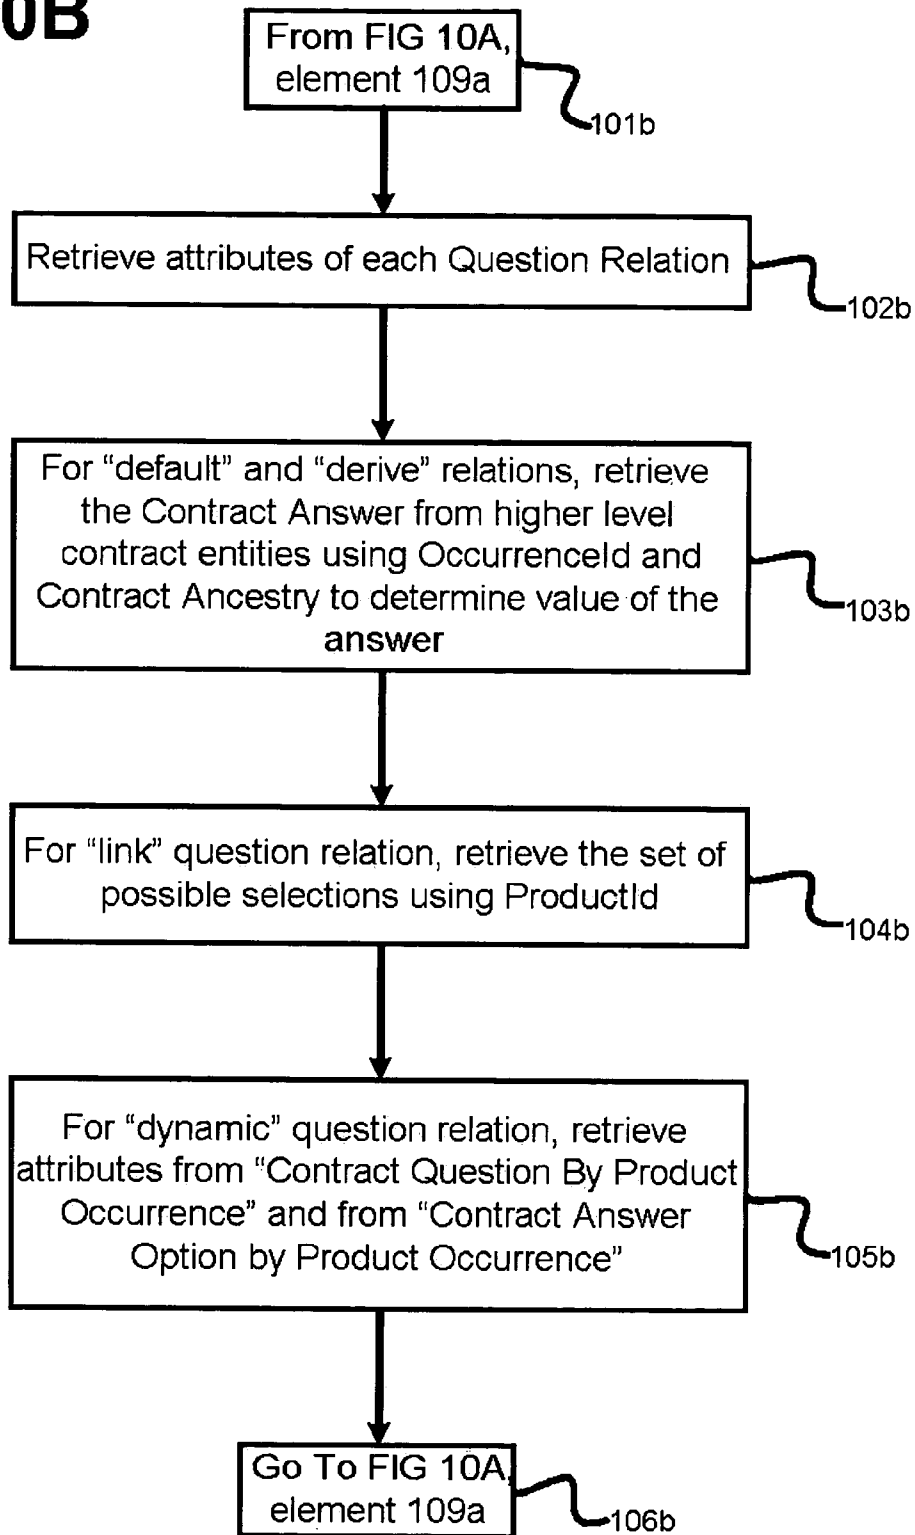 0B
From FIG 10A,
element 109a
101b
Retrieve attributes of each Question Relation
102b
For “default” and “derive” relations, retrieve
the Contract Answer from higher level
contract entities using OccurrenceId and
Contract Ancestry to determine value of the
answer
103b
For “link” question relation, retrieve the set of
possible selections using ProductId
104b
For “dynamic” question relation, retrieve
attributes from “Contract Question By Product
Occurrence” and from “Contract Answer
Option by Product Occurrence”
105b
Go To FIG 10A,
element 109a
106b